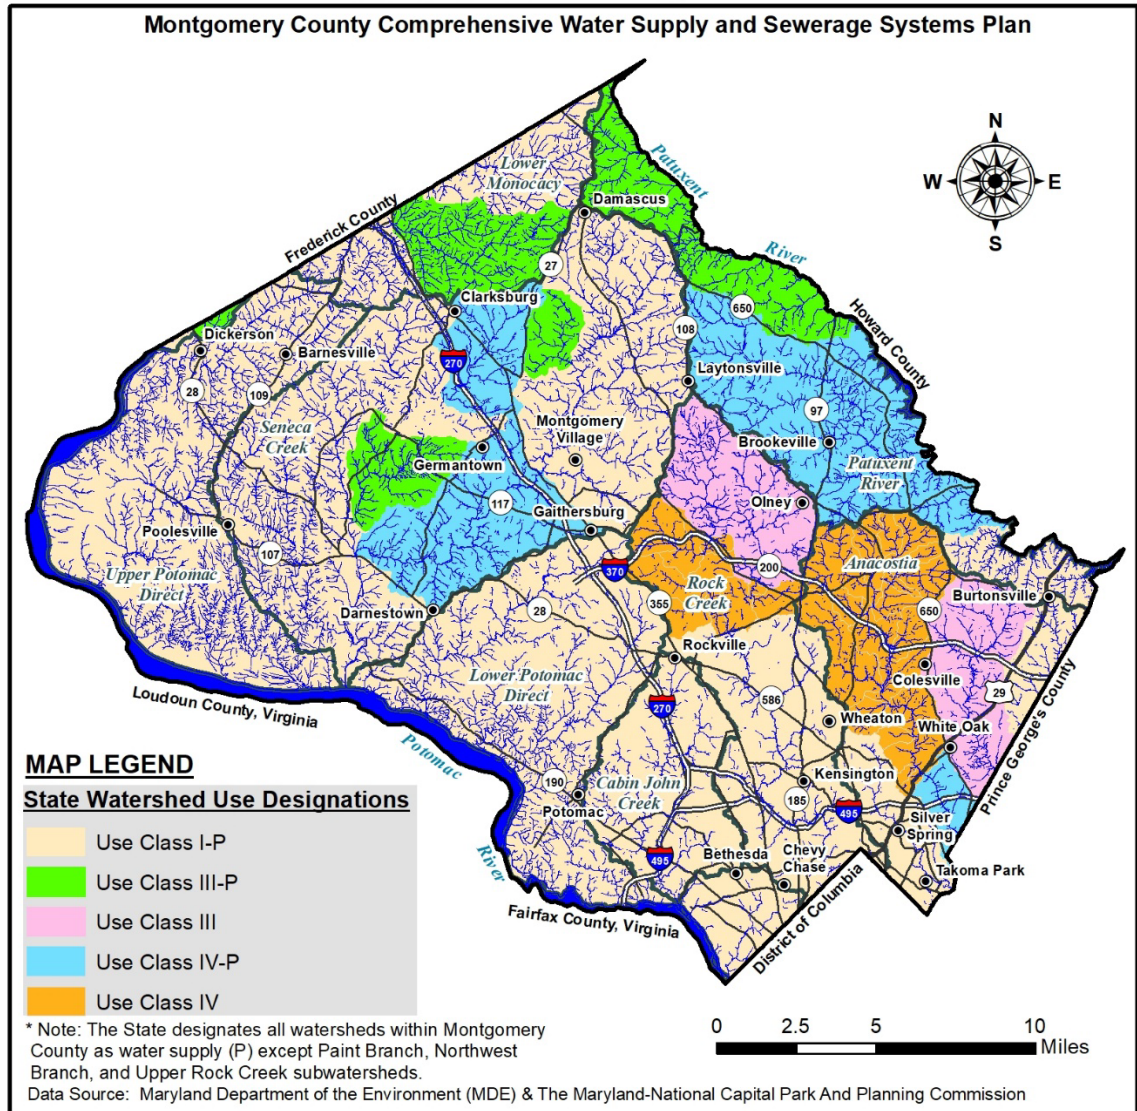 Montgomery County Comprehensive Water Supply and Sewerage Systems Plan
N
W
E
S
Patuxent
River
Lower
Monocacy
Damascus
Frederick County
27
Howard County
Clarksburg
650
108
Dickerson
Barnesville
270
28
109
Laytonsville
97
Seneca
Creek
Montgomery
Village
Brookeville
Germantown
Patuxent
River
117
Gaithersburg
Olney
Poolesville
107
Anacostia
Upper Potomac
Direct
370
200
Rock
Creek
650
Burtonsville
Darnestown
28
355
Rockville
Colesville
Lower Potomac
Direct
29
Prince George's County
Loudoun County, Virginia
270
586
Wheaton
White Oak
Potomac
River
190
Potomac
Cabin John
Creek
Kensington
185
495
Silver
Spring
495
Bethesda
Chevy
Chase
Takoma Park
Fairfax County, Virginia
District of Columbia
MAP LEGEND
State Watershed Use Designations
Use Class I-P
Use Class III-P
Use Class III
Use Class IV-P
Use Class IV
0
2.5
5
10
Miles
* Note: The State designates all watersheds within Montgomery
County as water supply (P) except Paint Branch, Northwest
Branch, and Upper Rock Creek subwatersheds.
Data Source: Maryland Department of the Environment (MDE) & The Maryland-National Capital Park And Planning Commission